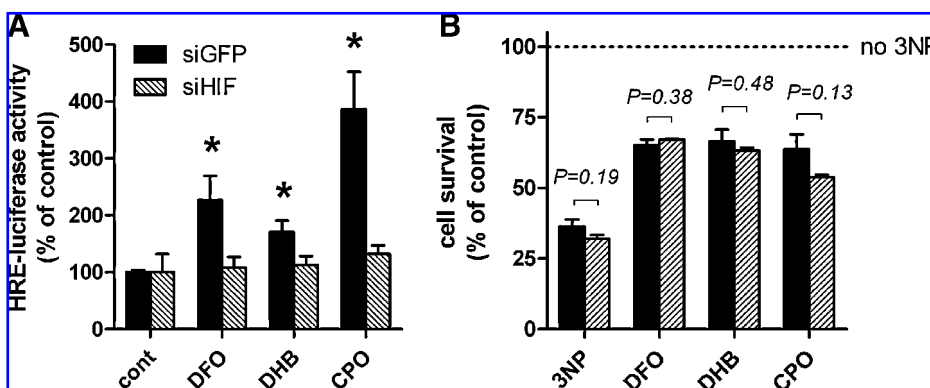 A
HRE-luciferase activity
(% of control)
500
400
300
200
100
0
siGFP
siHIF
*
*
*
cont
DFO
DHB
CPO
B
cell survival
(% of control)
100
75
50
25
0
no 3NP
P=0.19
P=0.38
P=0.48
P=0.13
3NP
DFO
DHB
CPO